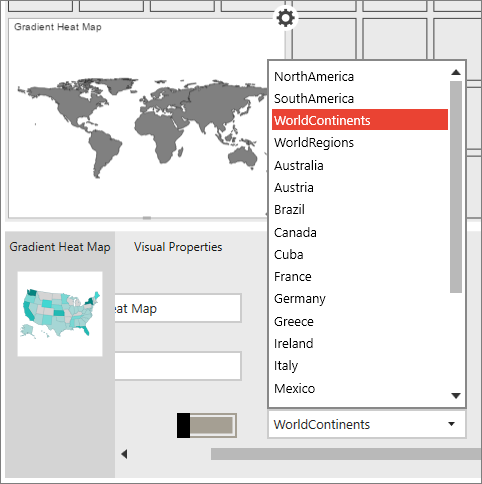 Gradient Heat Map
NorthAmerica
SouthAmerica
WorldContinents
WorldRegions
Australia
Austria
Brazil
Canada
Cuba
France
Germany
Greece
Ireland
Italy
Mexico
Gradient Heat Map
Visual Properties
eat Map
WorldContinents